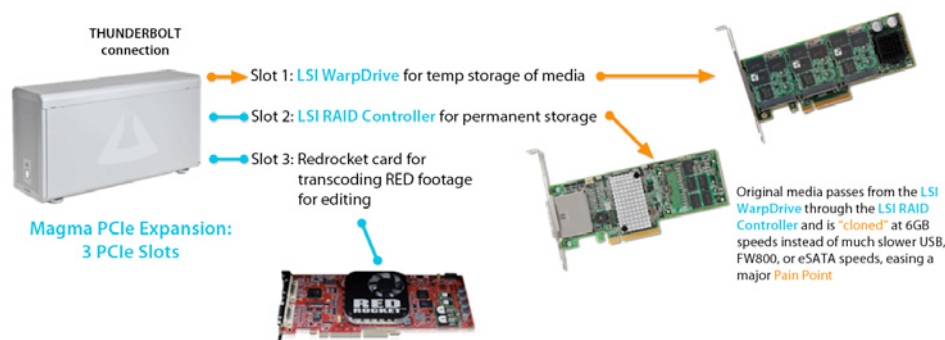 THUNDERBOLT
connection
Slot 1: LSI WarpDrive for temp storage of media
Slot 2: LSI RAID Controller for permanent storage
Slot 3: Redrocket card for
transcoding RED footage
for editing
Magma PCIe Expansion:
3 PCIe Slots
Original media passes from the LSI
WarpDrive through the LSI RAID
Controller and is "cloned" at 6GB
speeds instead of much slower USB,
FW800, or eSATA speeds, easing a
major Pain Point
RED
ROCKET